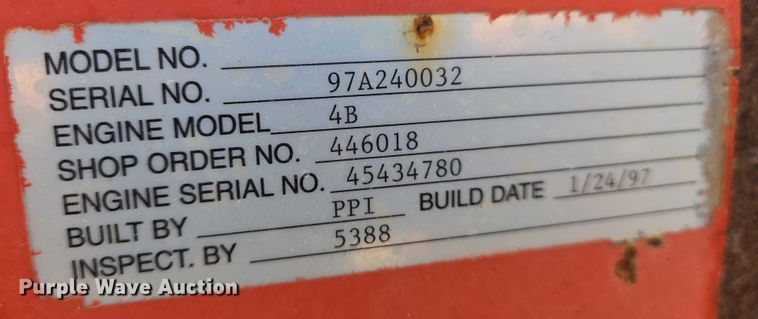 MODEL NO.
SERIAL NO. 97A240032
ENGINE MODEL 4B
SHOP ORDER NO. 446018
ENGINE SERIAL NO. 45434780
BUILT BY PPI BUILD DATE 1/24/97
INSPECT. BY 5388
Purple Wave Auction